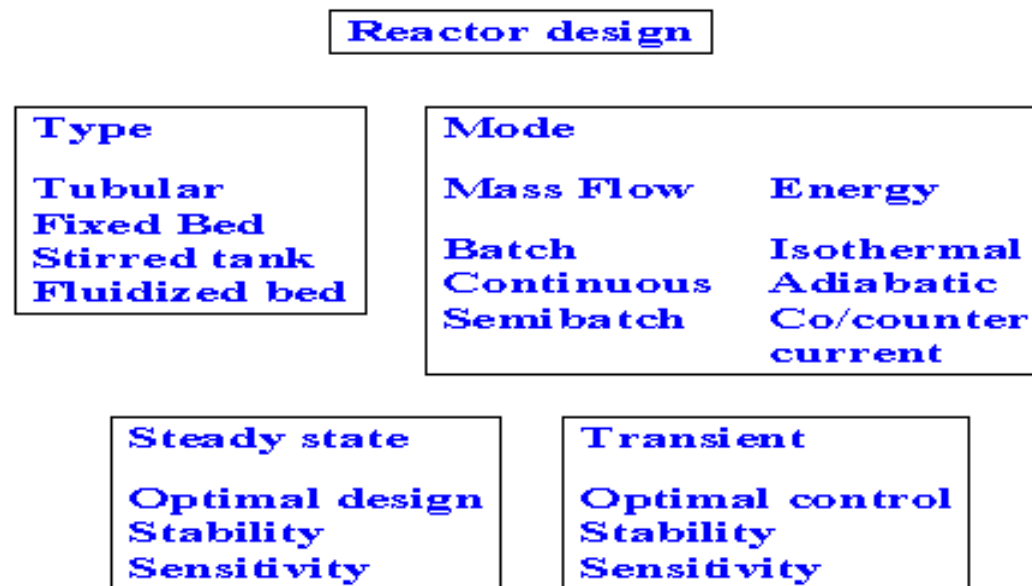 Reactor design
Type
Tubular
Fixed Bed
Stirred tank
Fluidized bed
Mode
Mass Flow Energy
Batch Isothermal
Continuous Adiabatic
Semibatch Co/counter
current
Steady state
Optimal design
Stability
Sensitivity
Transient
Optimal control
Stability
Sensitivity